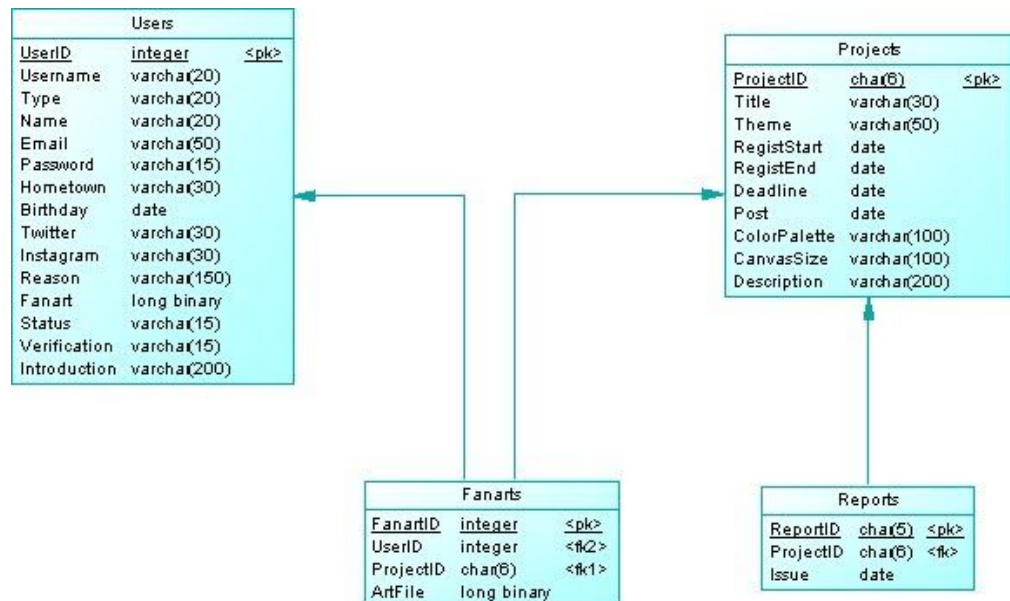 Users
UserID integer <pk>
Username varchar(20)
Type varchar(20)
Name varchar(20)
Email varchar(50)
Password varchar(15)
Hometown varchar(30)
Birthday date
Twitter varchar(30)
Instagram varchar(30)
Reason varchar(150)
Fanart long binary
Status varchar(15)
Verification varchar(15)
Introduction varchar(200)
Projects
ProjectID char(6) <pk>
Title varchar(30)
Theme varchar(50)
RegistStart date
RegistEnd date
Deadline date
Post date
ColorPalette varchar(100)
CanvasSize varchar(100)
Description varchar(200)
Fanarts
FanartID integer <pk>
UserID integer <fk2>
ProjectID char(6) <fk1>
ArtFile long binary
Reports
ReportID char(5) <pk>
ProjectID char(6) <fk>
Issue date